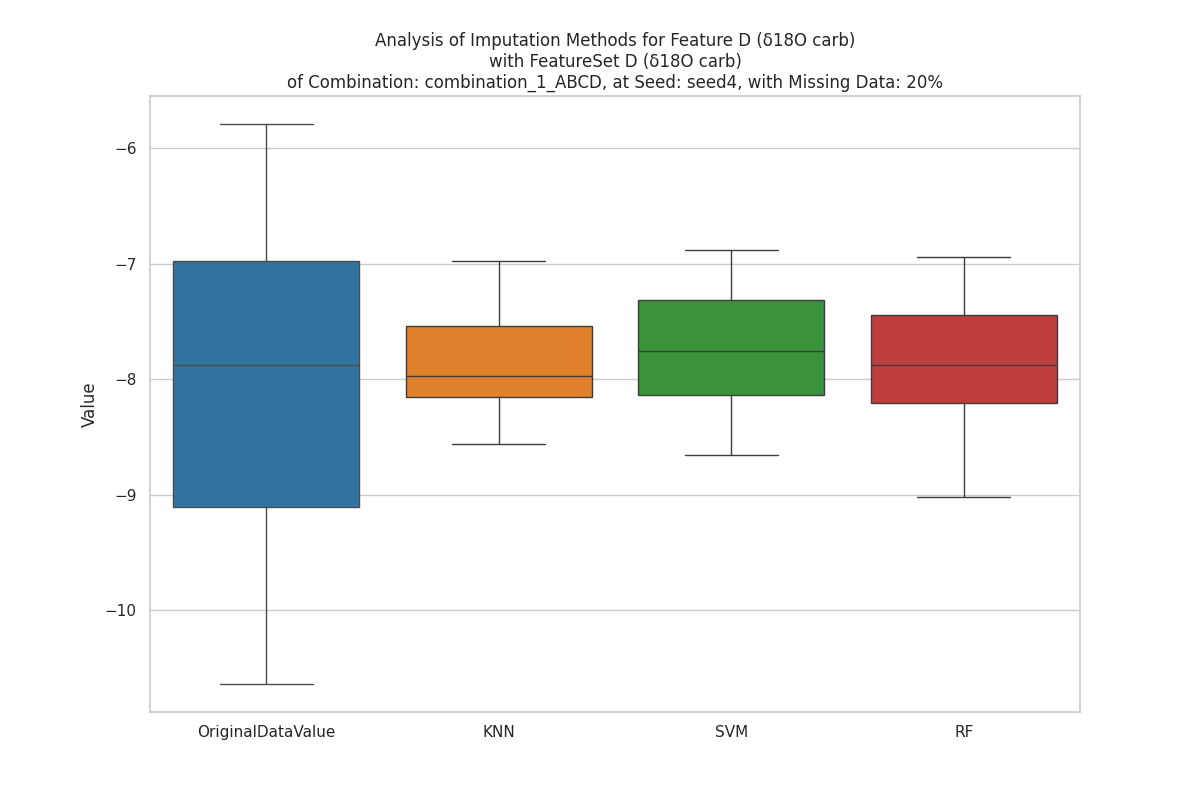 Analysis of Imputation Methods for Feature D (δ18O carb)
with FeatureSet D (δ18O carb)
of Combination: combination_1_ABCD, at Seed: seed4, with Missing Data: 20%
Value
−6
−7
−8
−9
−10
OriginalDataValue
KNN
SVM
RF